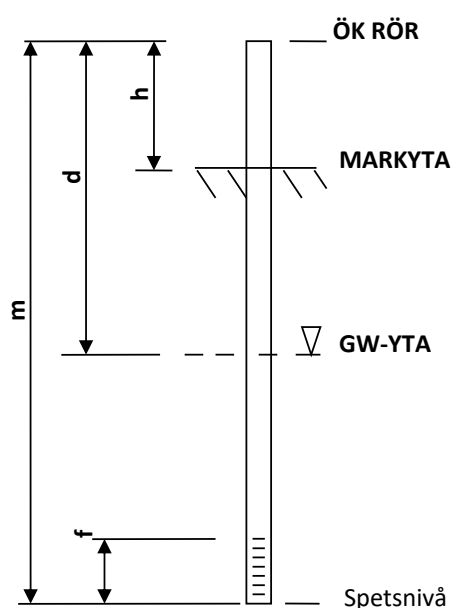 ÖK RÖR
h
MARKYTA
d
m
GW-YTA
f
Spetsnivå